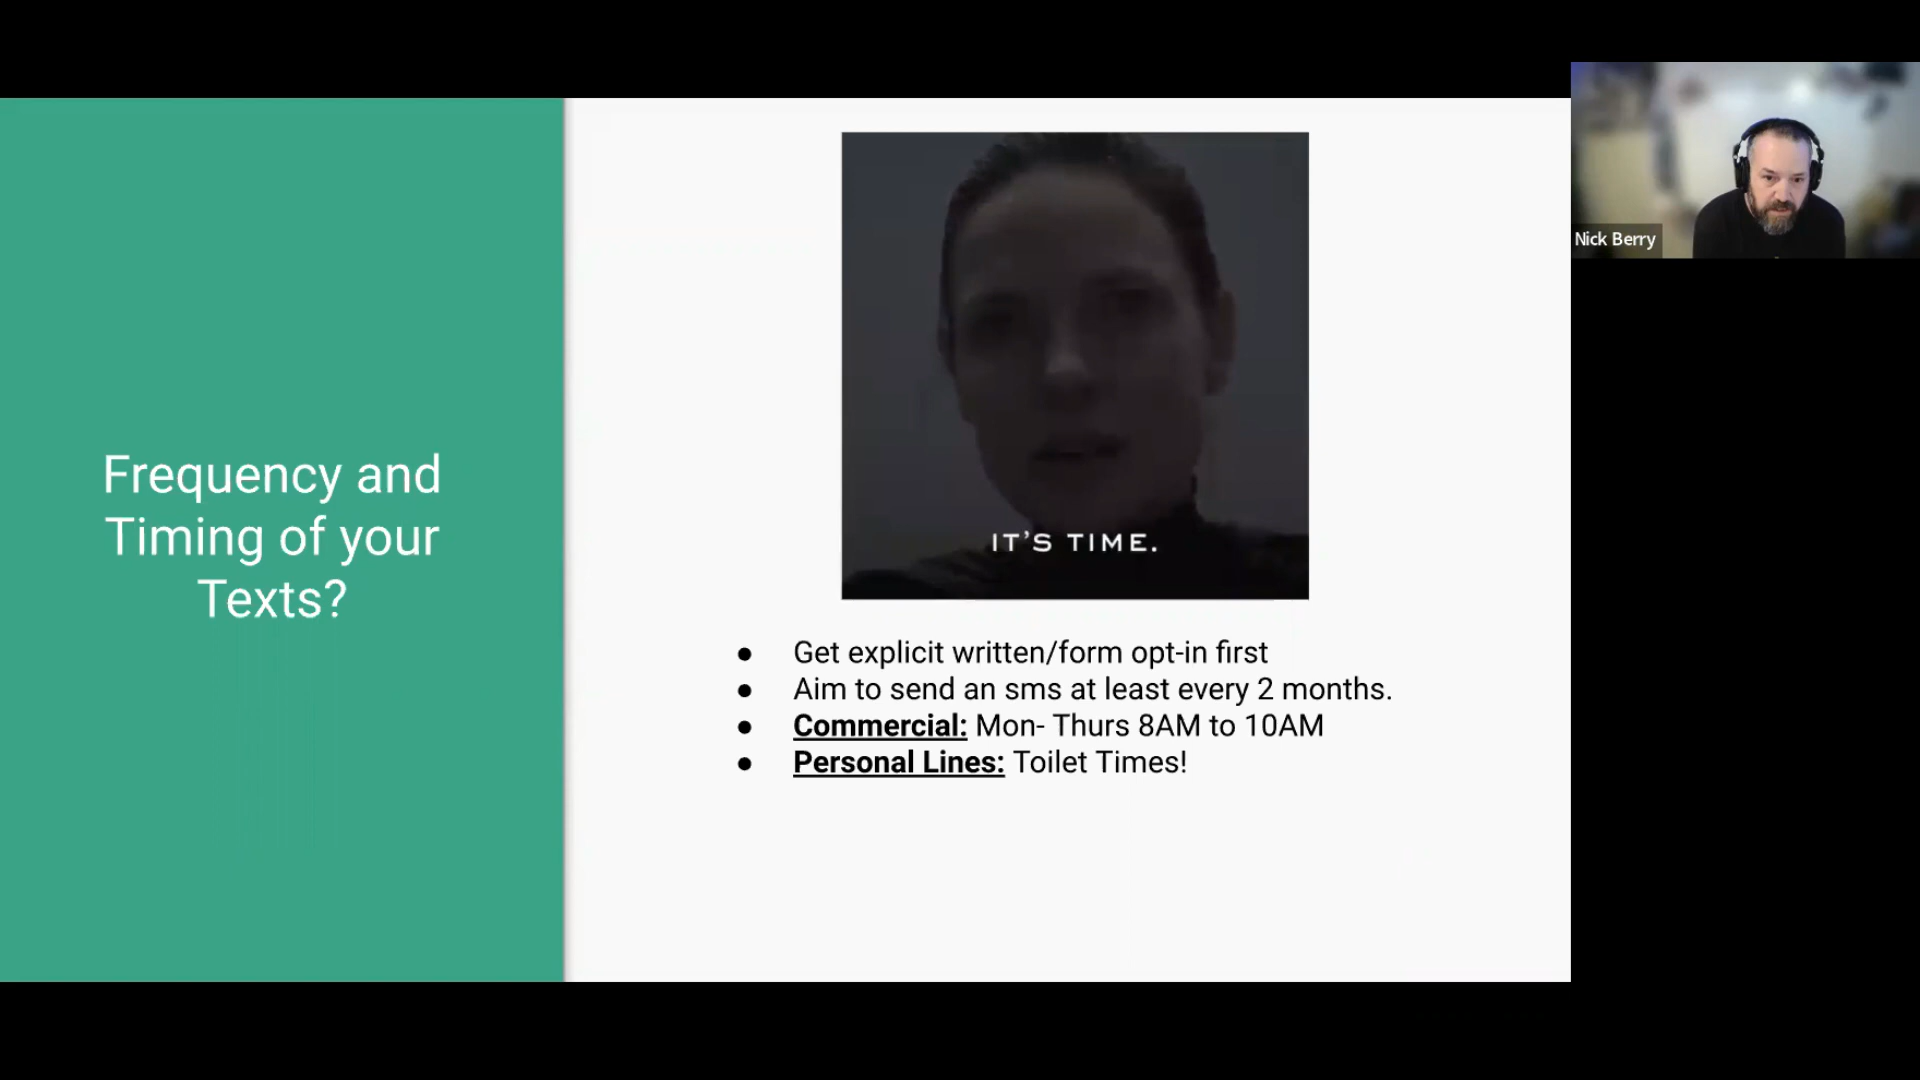 Frequency and
Timing of your
Texts?
IT'S TIME.
● Get explicit written/form opt-in first
● Aim to send an sms at least every 2 months.
● Commercial: Mon- Thurs 8AM to 10AM
● Personal Lines: Toilet Times!
Nick Berry